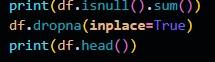 print(df.isnull().sum())
df.dropna(inplace=True)
print(df.head())